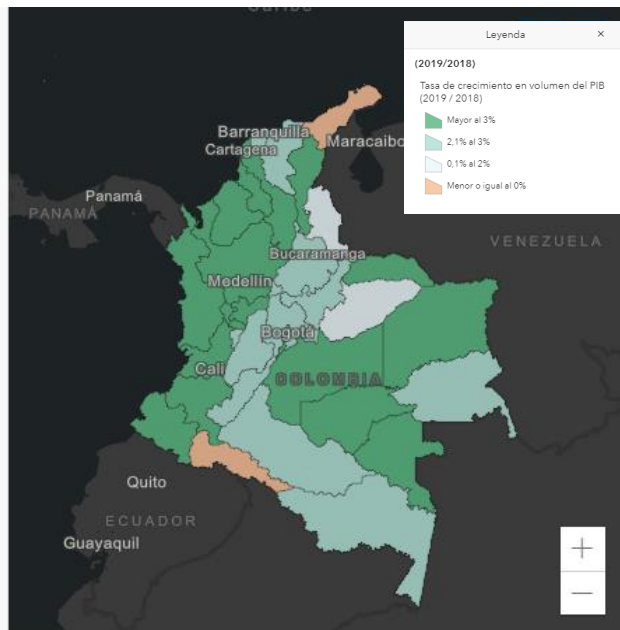 Caribe
Leyenda ×
(2019/2018)
Tasa de crecimiento en volumen del PIB
(2019 / 2018)
Mayor al 3%
2,1% al 3%
0,1% al 2%
Menor o igual al 0%
Barranquilla
Cartagena
Maracaibo
Panamá
PANAMÁ
VENEZUELA
Bucaramanga
Medellín
Bogotá
Cali
COLOMBIA
Quito
ECUADOR
Guayaquil
+
−